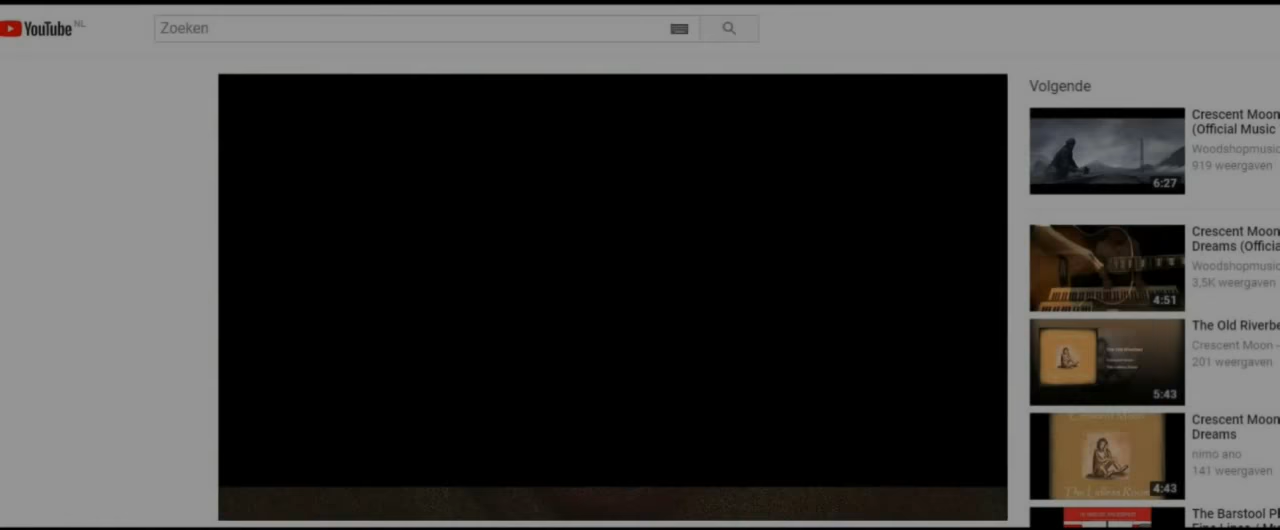 YouTube NL
Zoeken
Volgende
Crescent Moon
(Official Music
Woodshopmusic
919 weergaven
6:27
Crescent Moon
Dreams (Officia
Woodshopmusic
3,5K weergaven
4:51
The Old Riverbe
Crescent Moon -
201 weergaven
5:43
Crescent Moon
Dreams
nimo ano
141 weergaven
4:43
The Barstool Ph